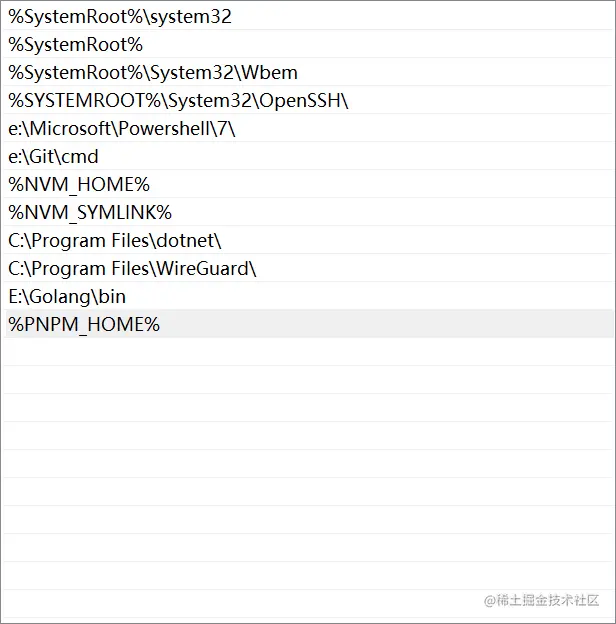 %SystemRoot%\system32
%SystemRoot%
%SystemRoot%\System32\Wbem
%SYSTEMROOT%\System32\OpenSSH\
e:\Microsoft\Powershell\7\
e:\Git\cmd
%NVM_HOME%
%NVM_SYMLINK%
C:\Program Files\dotnet\
C:\Program Files\WireGuard\
E:\Golang\bin
%PNPM_HOME%
@稀土掘金技术社区